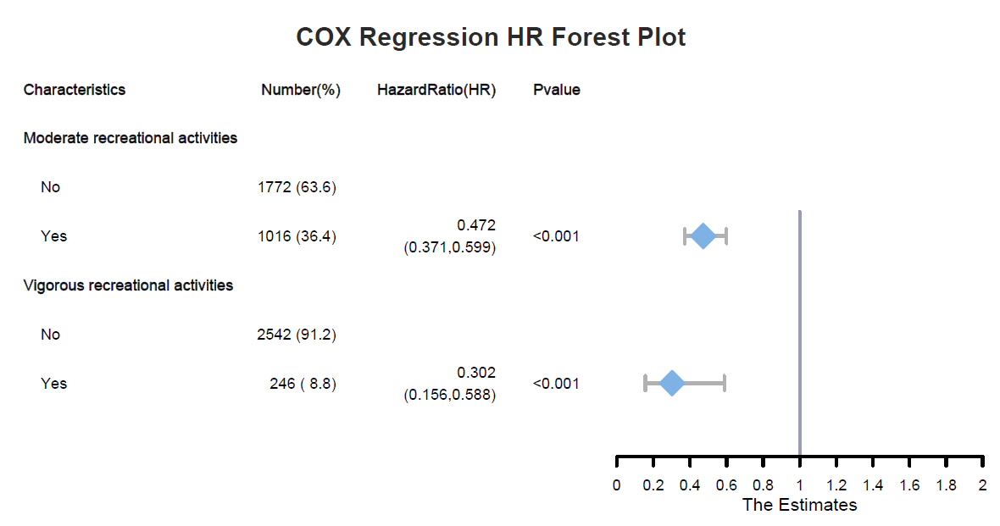 COX Regression HR Forest Plot
Characteristics Number(%) HazardRatio(HR) Pvalue
Moderate recreational activities
No 1772 (63.6)
Yes 1016 (36.4) 0.472 <0.001
(0.371,0.599)
Vigorous recreational activities
No 2542 (91.2)
Yes 246 ( 8.8) 0.302 <0.001
(0.156,0.588)
0 0.2 0.4 0.6 0.8 1 1.2 1.4 1.6 1.8 2
The Estimates